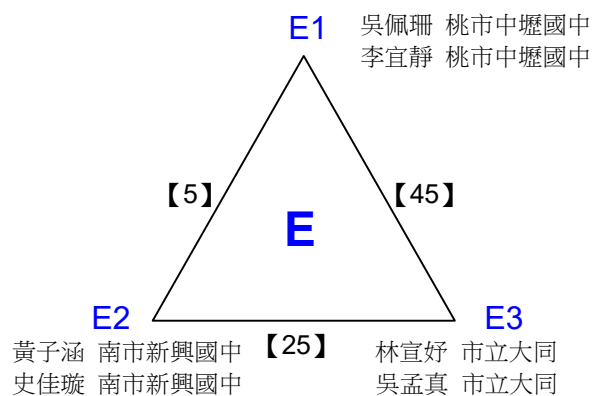 E1 吳佩珊 桃市中壢國中
李宜靜 桃市中壢國中
【5】 【45】
E
E2 E3
黃子涵 南市新興國中 【25】 林宣妤 市立大同
史佳璇 南市新興國中 吳孟真 市立大同